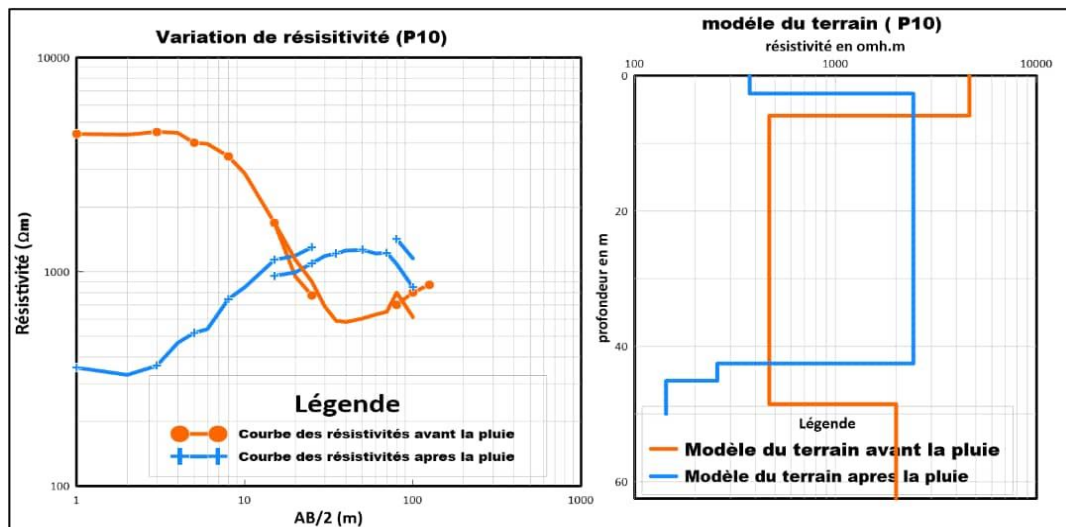 Variation de résisitivité (P10)
10000
1000
100
Résistivité (Ωm)
1
10
100
1000
AB/2 (m)
Légende
Courbe des résistivités avant la pluie
Courbe des résistivités apres la pluie
modéle du terrain ( P10)
résistivité en omh.m
100
1000
10000
0
20
40
60
profondeur en m
Légende
Modèle du terrain avant la pluie
Modèle du terrain apres la pluie